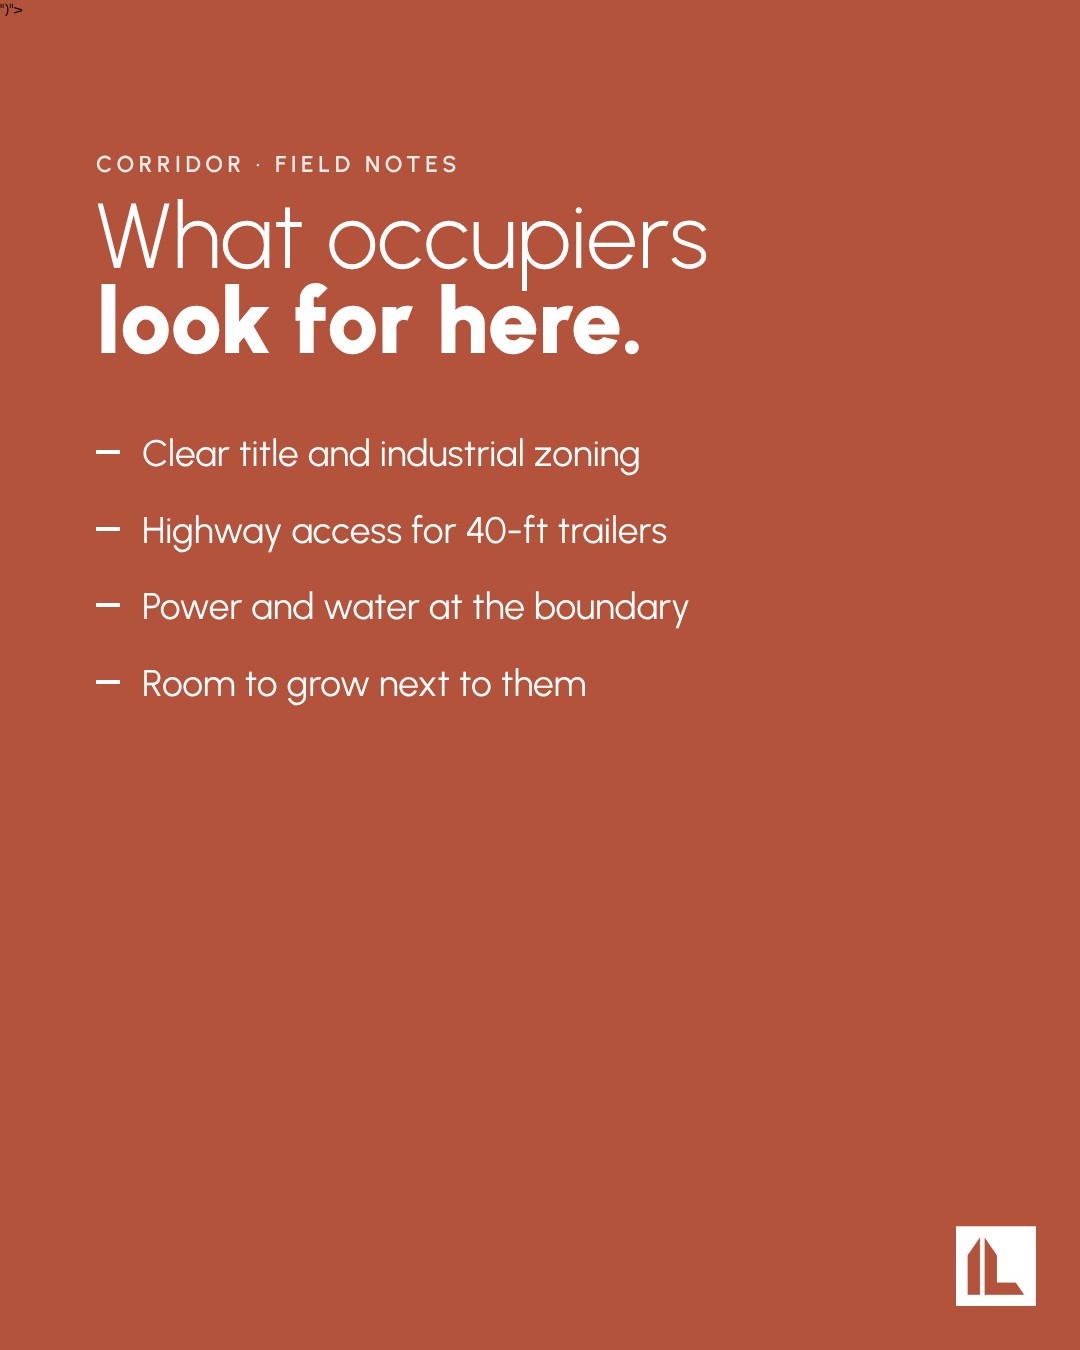 ")">
CORRIDOR · FIELD NOTES
What occupiers
look for here.
– Clear title and industrial zoning
– Highway access for 40-ft trailers
– Power and water at the boundary
– Room to grow next to them
IL